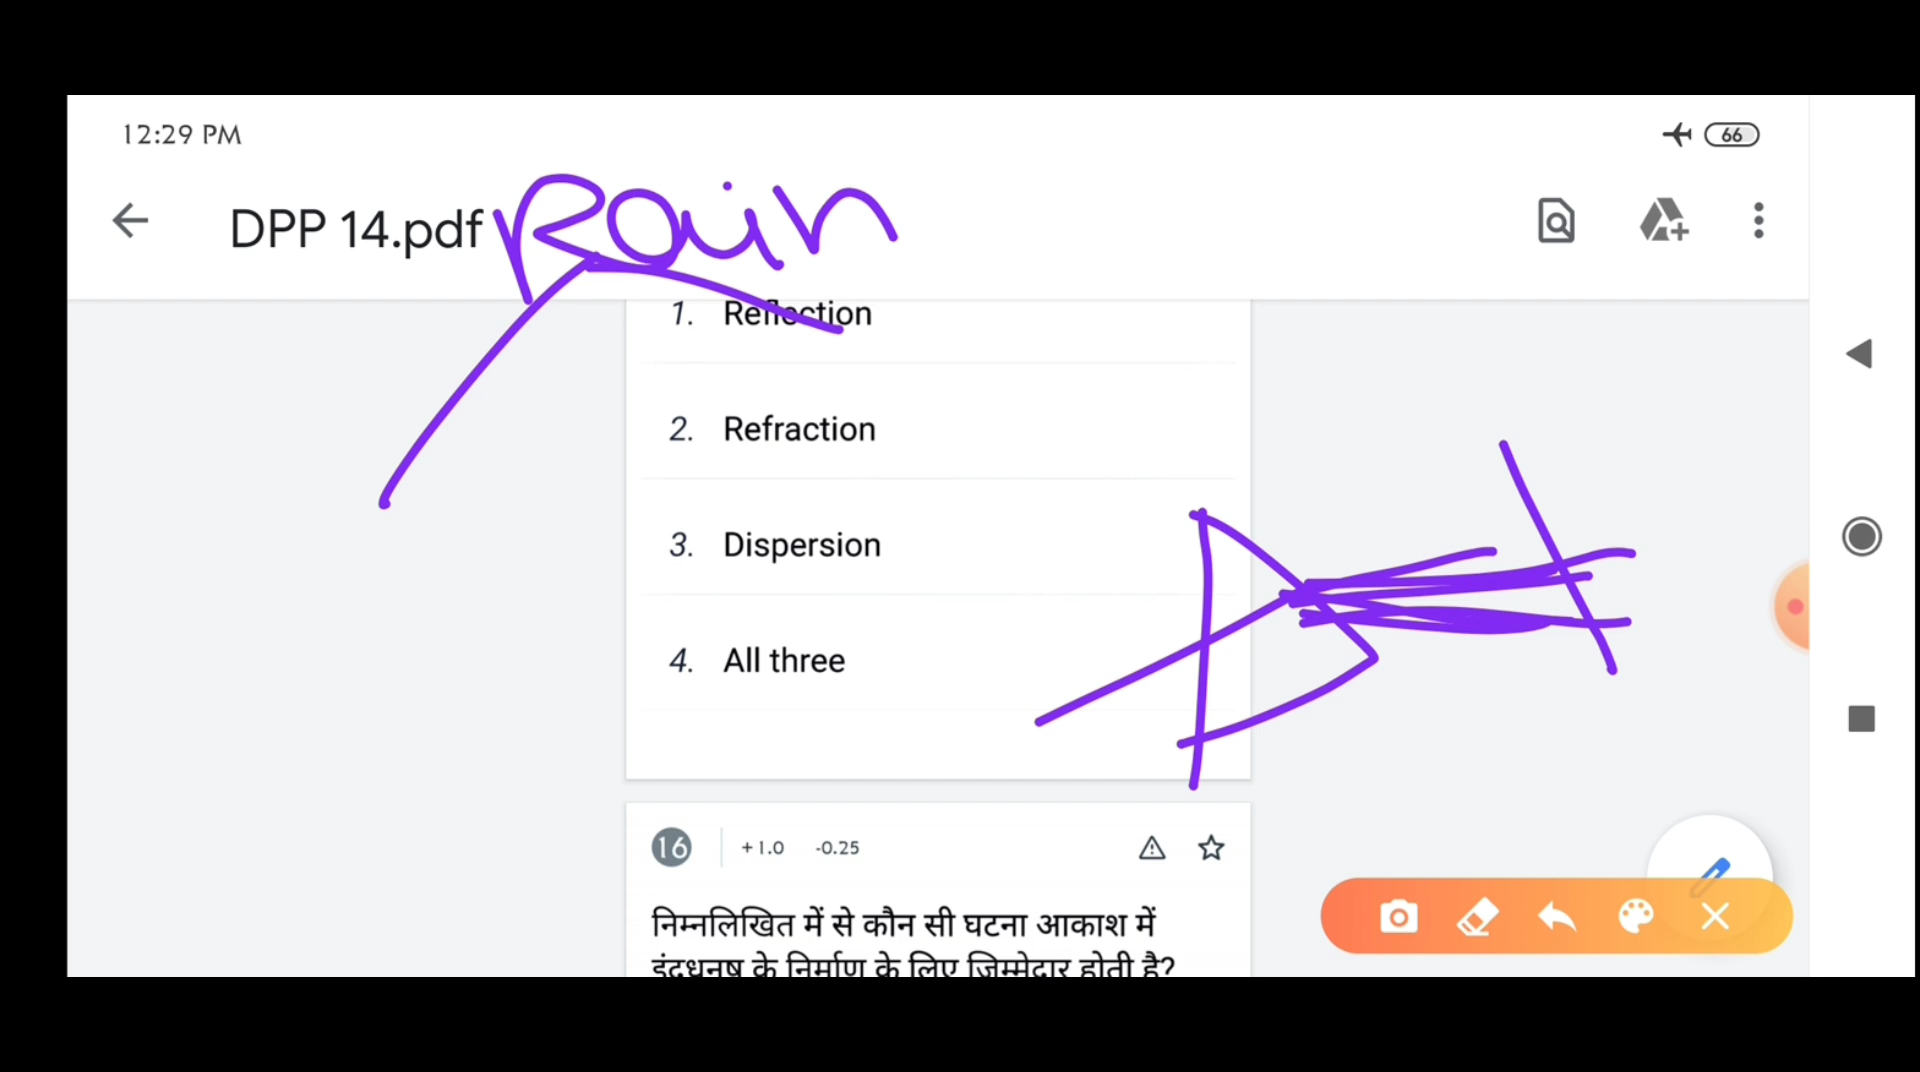 12:29 PM
66
DPP 14.pdf
Rain
1. Reflection
2. Refraction
3. Dispersion
4. All three
16 +1.0 -0.25
निम्नलिखित में से कौन सी घटना आकाश में
इंद्रधनुष के निर्माण के लिए जिम्मेदार होती है?